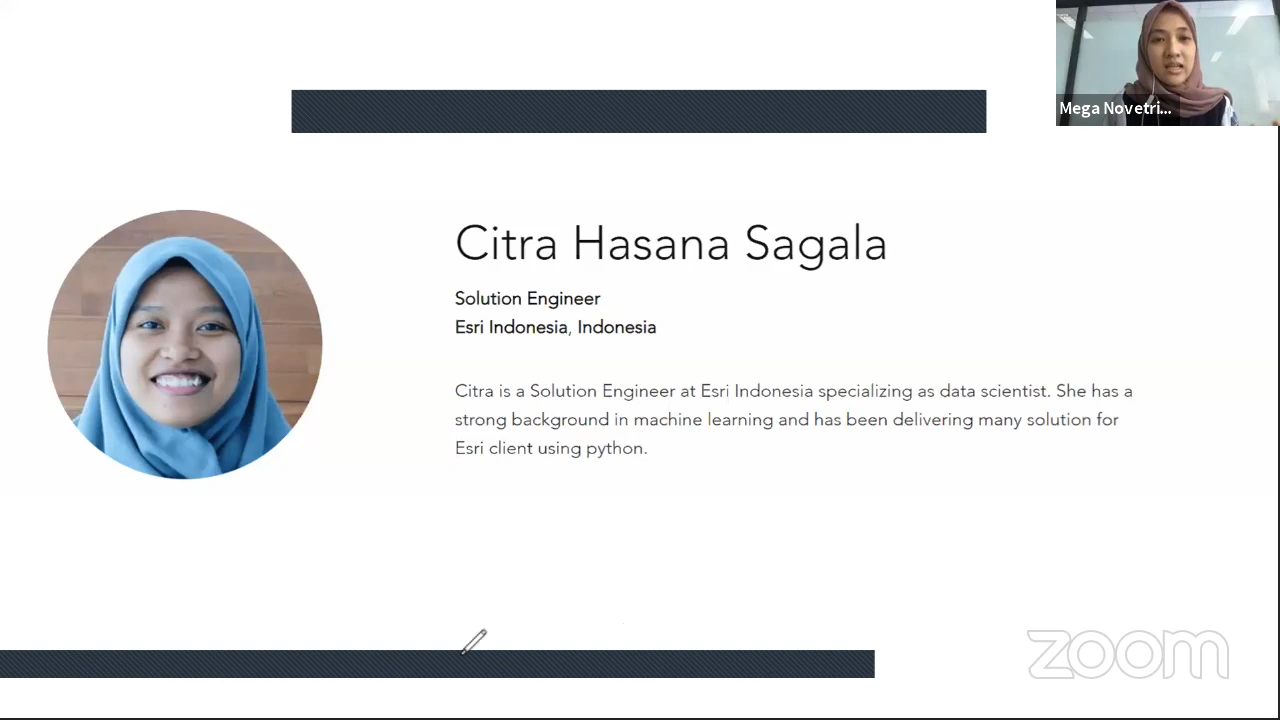 Mega Novetri...
Citra Hasana Sagala
Solution Engineer
Esri Indonesia, Indonesia
Citra is a Solution Engineer at Esri Indonesia specializing as data scientist. She has a
strong background in machine learning and has been delivering many solution for
Esri client using python.
zoom